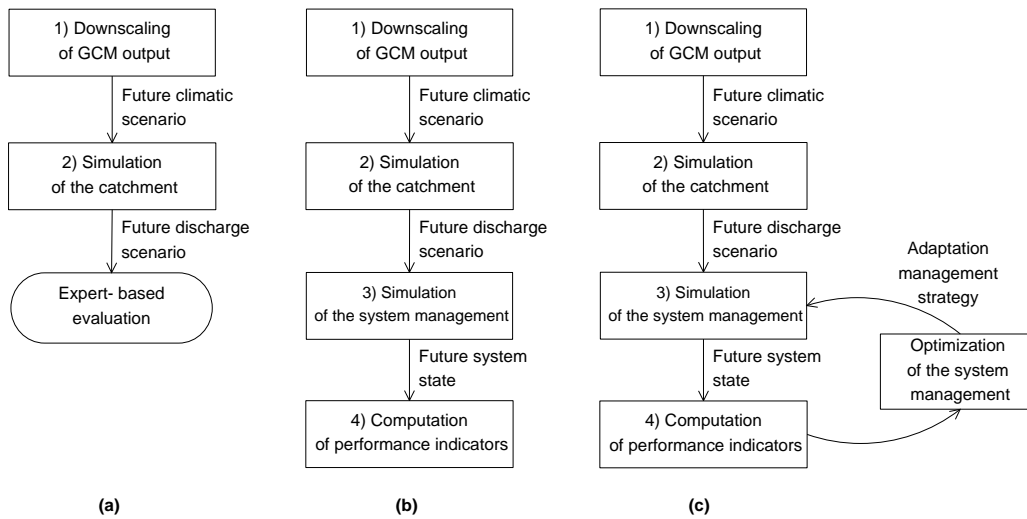 1) Downscaling
of GCM output
Future climatic
scenario
2) Simulation
of the catchment
Future discharge
scenario
Expert- based
evaluation
(a)
1) Downscaling
of GCM output
Future climatic
scenario
2) Simulation
of the catchment
Future discharge
scenario
3) Simulation
of the system management
Future system
state
4) Computation
of performance indicators
(b)
1) Downscaling
of GCM output
Future climatic
scenario
2) Simulation
of the catchment
Future discharge
scenario
3) Simulation
of the system management
Future system
state
4) Computation
of performance indicators
Adaptation
management
strategy
Optimization
of the system
management
(c)